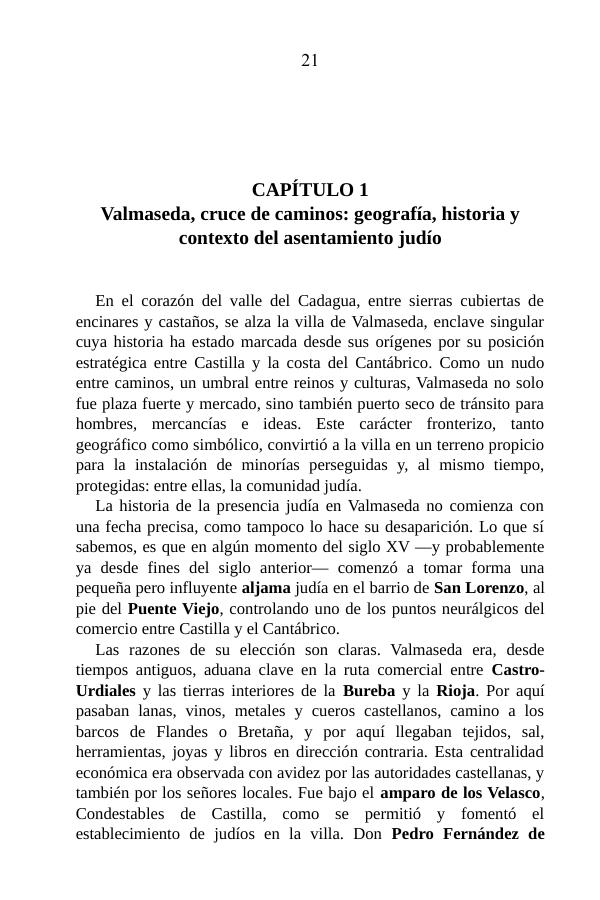 21
CAPÍTULO 1
Valmaseda, cruce de caminos: geografía, historia y
contexto del asentamiento judío
En el corazón del valle del Cadagua, entre sierras cubiertas de
encinares y castaños, se alza la villa de Valmaseda, enclave singular
cuya historia ha estado marcada desde sus orígenes por su posición
estratégica entre Castilla y la costa del Cantábrico. Como un nudo
entre caminos, un umbral entre reinos y culturas, Valmaseda no solo
fue plaza fuerte y mercado, sino también puerto seco de tránsito para
hombres, mercancías e ideas. Este carácter fronterizo, tanto
geográfico como simbólico, convirtió a la villa en un terreno propicio
para la instalación de minorías perseguidas y, al mismo tiempo,
protegidas: entre ellas, la comunidad judía.
La historia de la presencia judía en Valmaseda no comienza con
una fecha precisa, como tampoco lo hace su desaparición. Lo que sí
sabemos, es que en algún momento del siglo XV —y probablemente
ya desde fines del siglo anterior— comenzó a tomar forma una
pequeña pero influyente aljama judía en el barrio de San Lorenzo, al
pie del Puente Viejo, controlando uno de los puntos neurálgicos del
comercio entre Castilla y el Cantábrico.
Las razones de su elección son claras. Valmaseda era, desde
tiempos antiguos, aduana clave en la ruta comercial entre Castro-
Urdiales y las tierras interiores de la Bureba y la Rioja. Por aquí
pasaban lanas, vinos, metales y cueros castellanos, camino a los
barcos de Flandes o Bretaña, y por aquí llegaban tejidos, sal,
herramientas, joyas y libros en dirección contraria. Esta centralidad
económica era observada con avidez por las autoridades castellanas, y
también por los señores locales. Fue bajo el amparo de los Velasco,
Condestables de Castilla, como se permitió y fomentó el
establecimiento de judíos en la villa. Don Pedro Fernández de